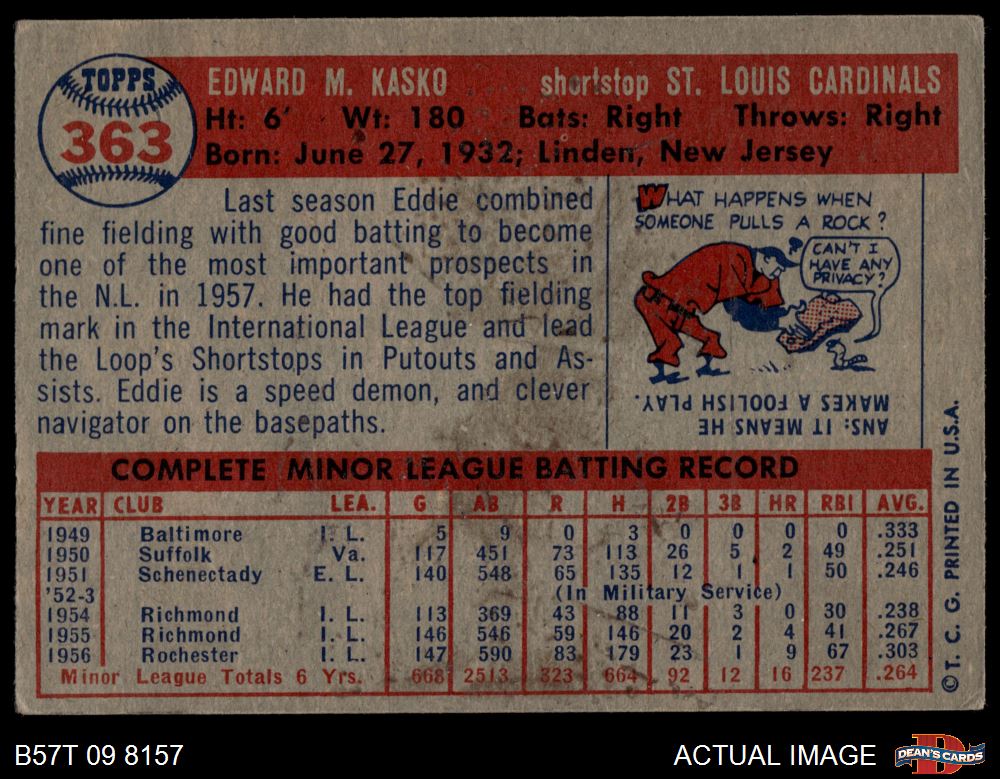 TOPPS
363
EDWARD M. KASKO .... shortstop ST. LOUIS CARDINALS
Ht: 6' Wt: 180 Bats: Right Throws: Right
Born: June 27, 1932; Linden, New Jersey
Last season Eddie combined
fine fielding with good batting to become
one of the most important prospects in
the N.L. in 1957. He had the top fielding
mark in the International League and lead
the Loop's Shortstops in Putouts and As-
sists. Eddie is a speed demon, and clever
navigator on the basepaths.
WHAT HAPPENS WHEN
SOMEONE PULLS A ROCK?
CAN'T I
HAVE ANY
PRIVACY?
ANS: IT MEANS HE
MAKES A FOOLISH PLAY.
COMPLETE MINOR LEAGUE BATTING RECORD
YEAR CLUB LEA. G AB R H 2B 3B HR RBI AVG.
1949 Baltimore I. L. 5 9 0 3 0 0 0 0 .333
1950 Suffolk Va. 117 451 73 113 26 5 2 49 .251
1951 Schenectady E. L. 140 548 65 135 12 1 1 50 .246
'52-3 (In Military Service)
1954 Richmond I. L. 113 369 43 88 11 3 0 30 .238
1955 Richmond I. L. 146 546 59 146 20 2 4 41 .267
1956 Rochester I. L. 147 590 83 179 23 1 9 67 .303
Minor League Totals 6 Yrs. 668 2513 323 664 92 12 16 237 .264
©T. C. G. PRINTED IN U.S.A.
B57T 09 8157
ACTUAL IMAGE
DEAN'S CARDS